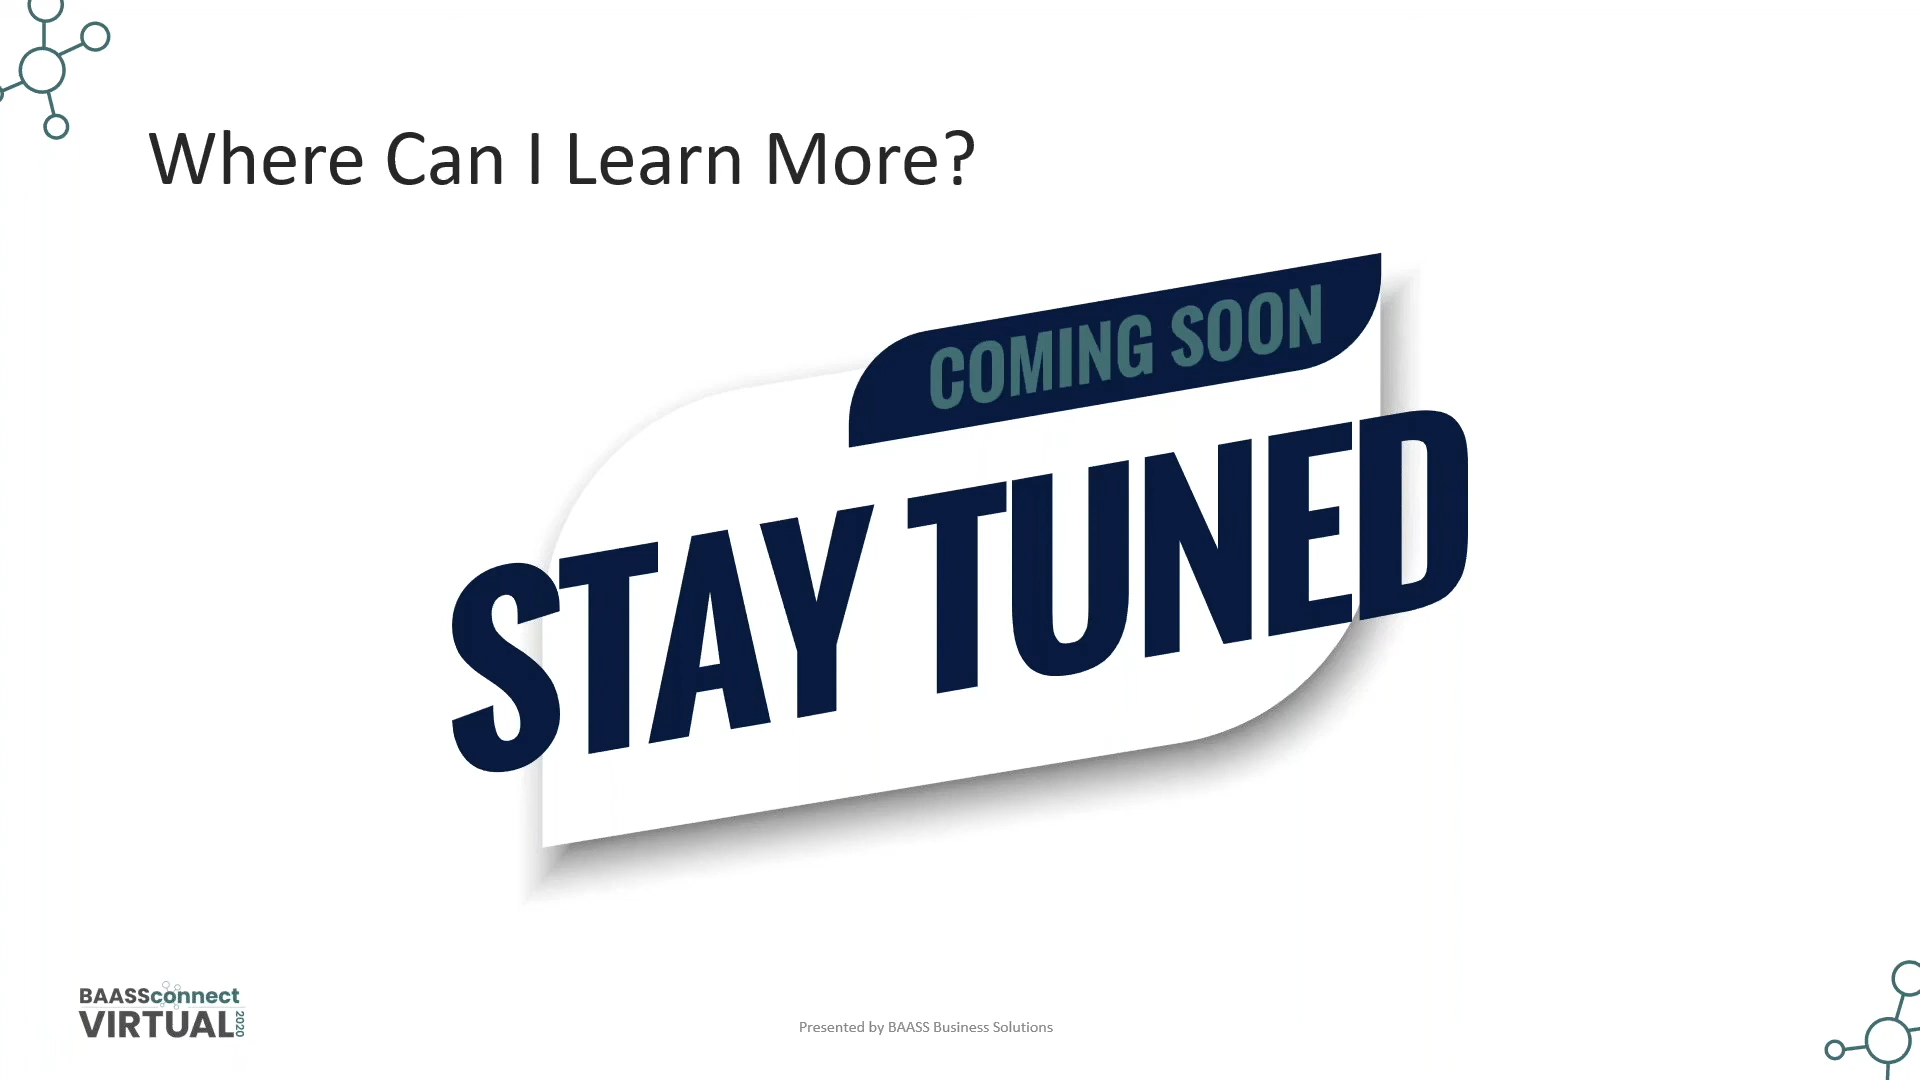 Where Can I Learn More?
COMING SOON
STAY TUNED
BAASSconnect
VIRTUAL 2020
Presented by BAASS Business Solutions